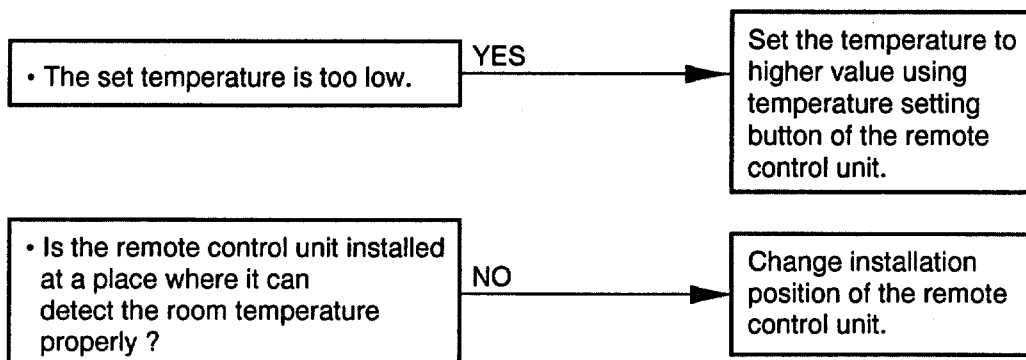 • The set temperature is too low.
YES
Set the temperature to
higher value using
temperature setting
button of the remote
control unit.
• Is the remote control unit installed
at a place where it can
detect the room temperature
properly ?
NO
Change installation
position of the remote
control unit.